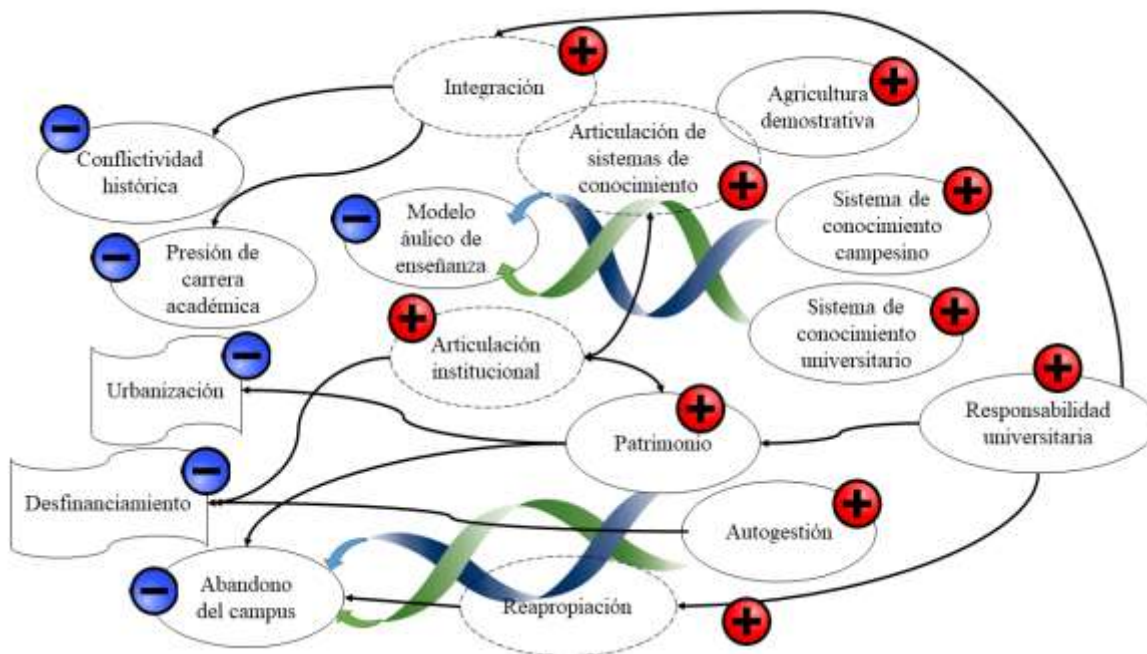 Integración
Agricultura
demostrativa
Articulación de
sistemas de
conocimiento
Conflictividad
histórica
Modelo
áulico de
enseñanza
Sistema de
conocimiento
campesino
Presión de
carrera
académica
Sistema de
conocimiento
universitario
Articulación
institucional
Urbanización
Responsabilidad
universitaria
Patrimonio
Desfinanciamiento
Autogestión
Abandono
del campus
Reapropiación